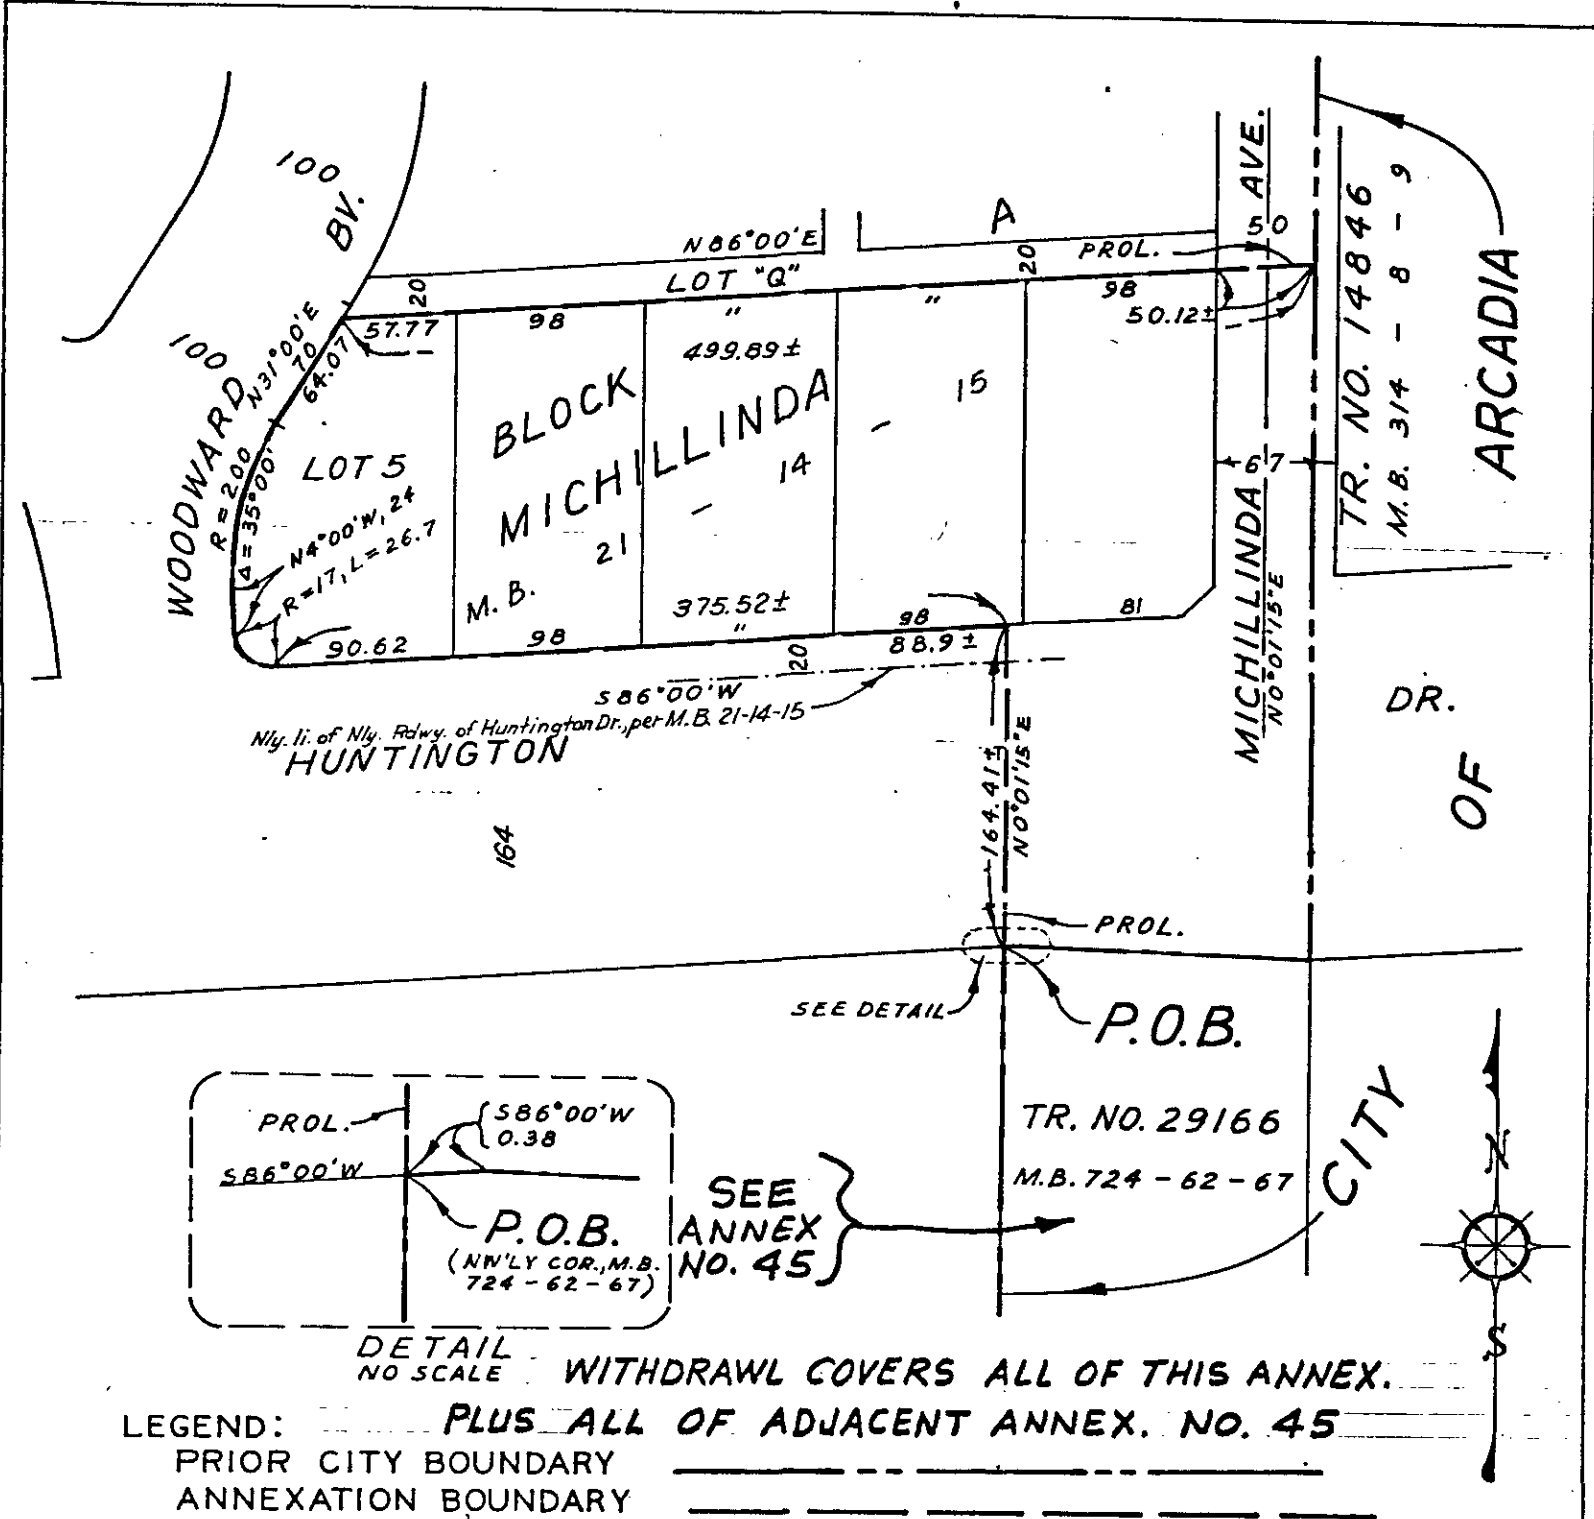 100
BV.
100
WOODWARD
N31°00'E
70
64.07
R=200
Δ=35°00'
N4°00'W, 24
R=17, L=26.7
N86°00'E
A
LOT "Q"
20
20
PROL.
50
MICHILLINDA AVE.
N0°01'15"E
57.77
98
"
"
98
50.12±
499.89±
LOT 5
BLOCK
MICHILLINDA
M. B. 21 - 14 - 15
375.52±
90.62
98
"
98
88.9±
81
20
67
TR. NO. 14846
M.B. 314 - 8 - 9
CITY OF ARCADIA
S86°00'W
Nly. li. of Nly. Rdwy. of Huntington Dr., per M.B. 21-14-15
HUNTINGTON
DR.
164
164.41±
N0°01'15"E
PROL.
SEE DETAIL
P.O.B.
TR. NO. 29166
M.B. 724 - 62 - 67
SEE
ANNEX
NO. 45
PROL.
S86°00'W
0.38
S86°00'W
P.O.B.
(NW'LY COR., M.B.
724 - 62 - 67)
DETAIL
NO SCALE
N
S
WITHDRAWL COVERS ALL OF THIS ANNEX.
PLUS ALL OF ADJACENT ANNEX. NO. 45
LEGEND:
PRIOR CITY BOUNDARY
ANNEXATION BOUNDARY